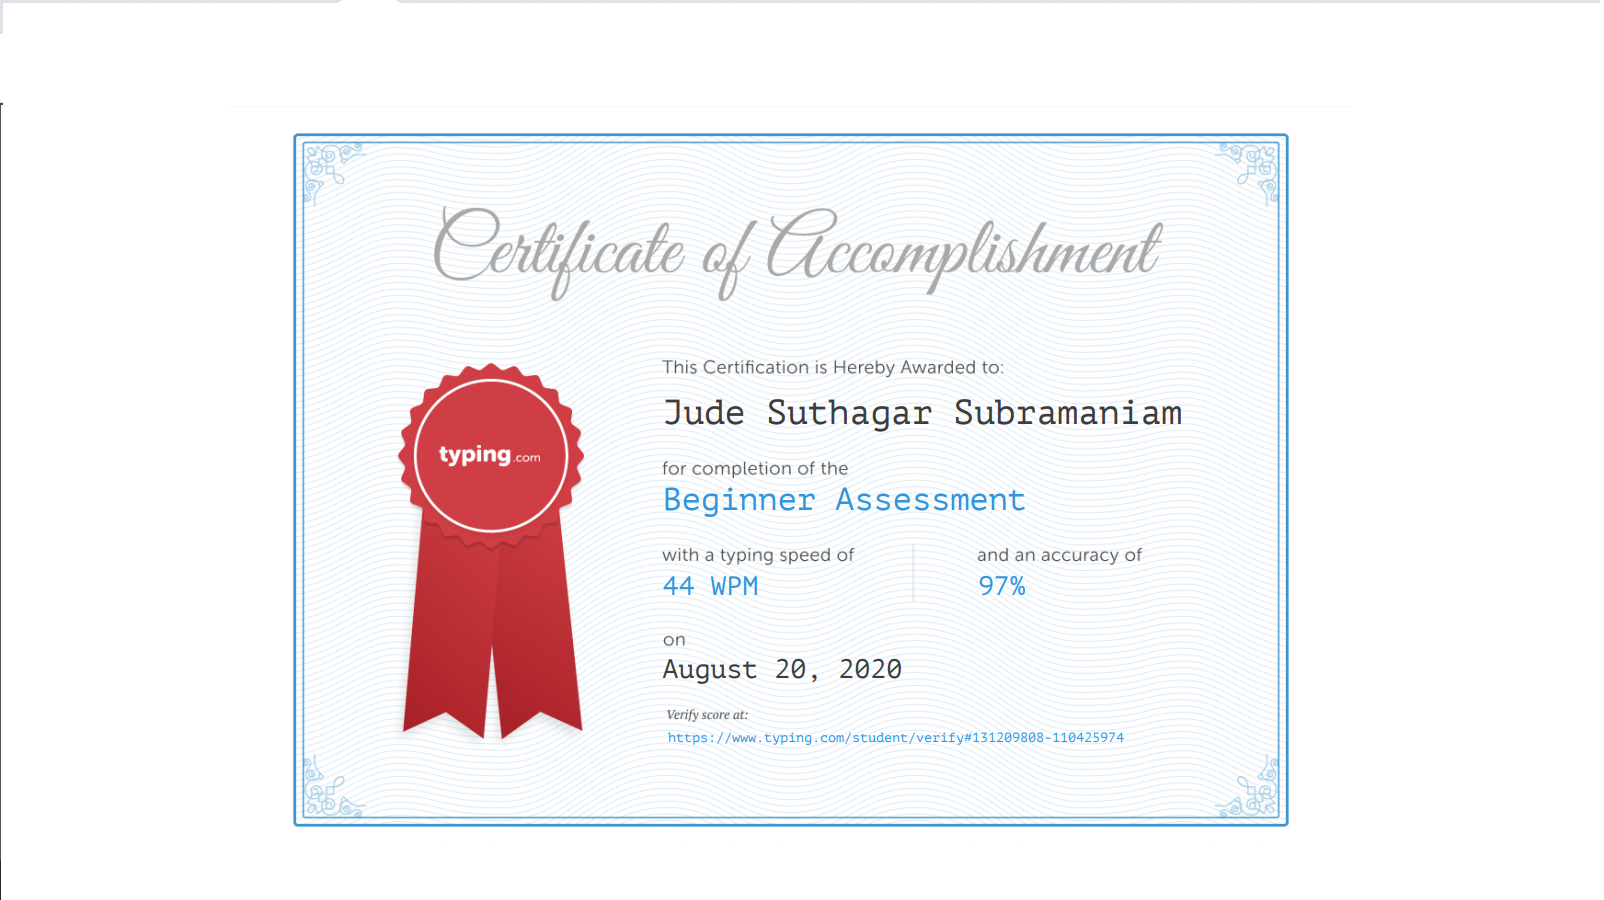 Certificate of Accomplishment
This Certification is Hereby Awarded to:
Jude Suthagar Subramaniam
typing.com
for completion of the
Beginner Assessment
with a typing speed of
44 WPM
and an accuracy of
97%
on
August 20, 2020
Verify score at:
https://www.typing.com/student/verify#131209808-110425974